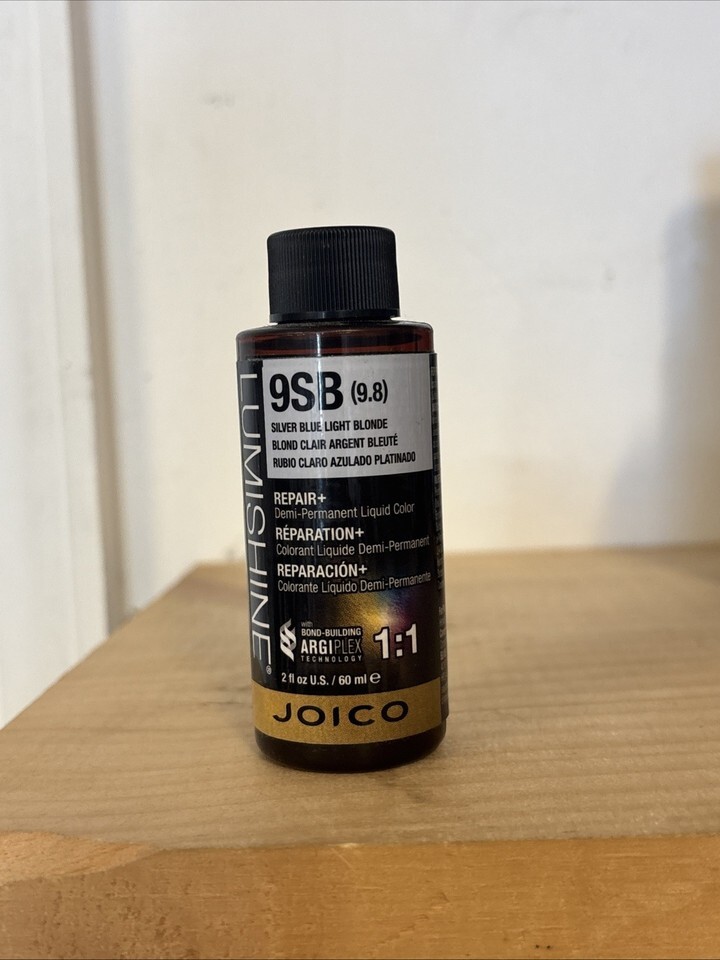 LUMISHINE®
9SB (9.8)
SILVER BLUE LIGHT BLONDE
BLOND CLAIR ARGENT BLEUTÉ
RUBIO CLARO AZULADO PLATINADO
REPAIR+
Demi-Permanent Liquid Color
RÉPARATION+
Colorant Liquide Demi-Permanent
REPARACIÓN+
Colorante Líquido Demi-Permanente
with
BOND-BUILDING
ARGIPLEX
TECHNOLOGY
1:1
2 fl oz U.S. / 60 ml e
JOICO